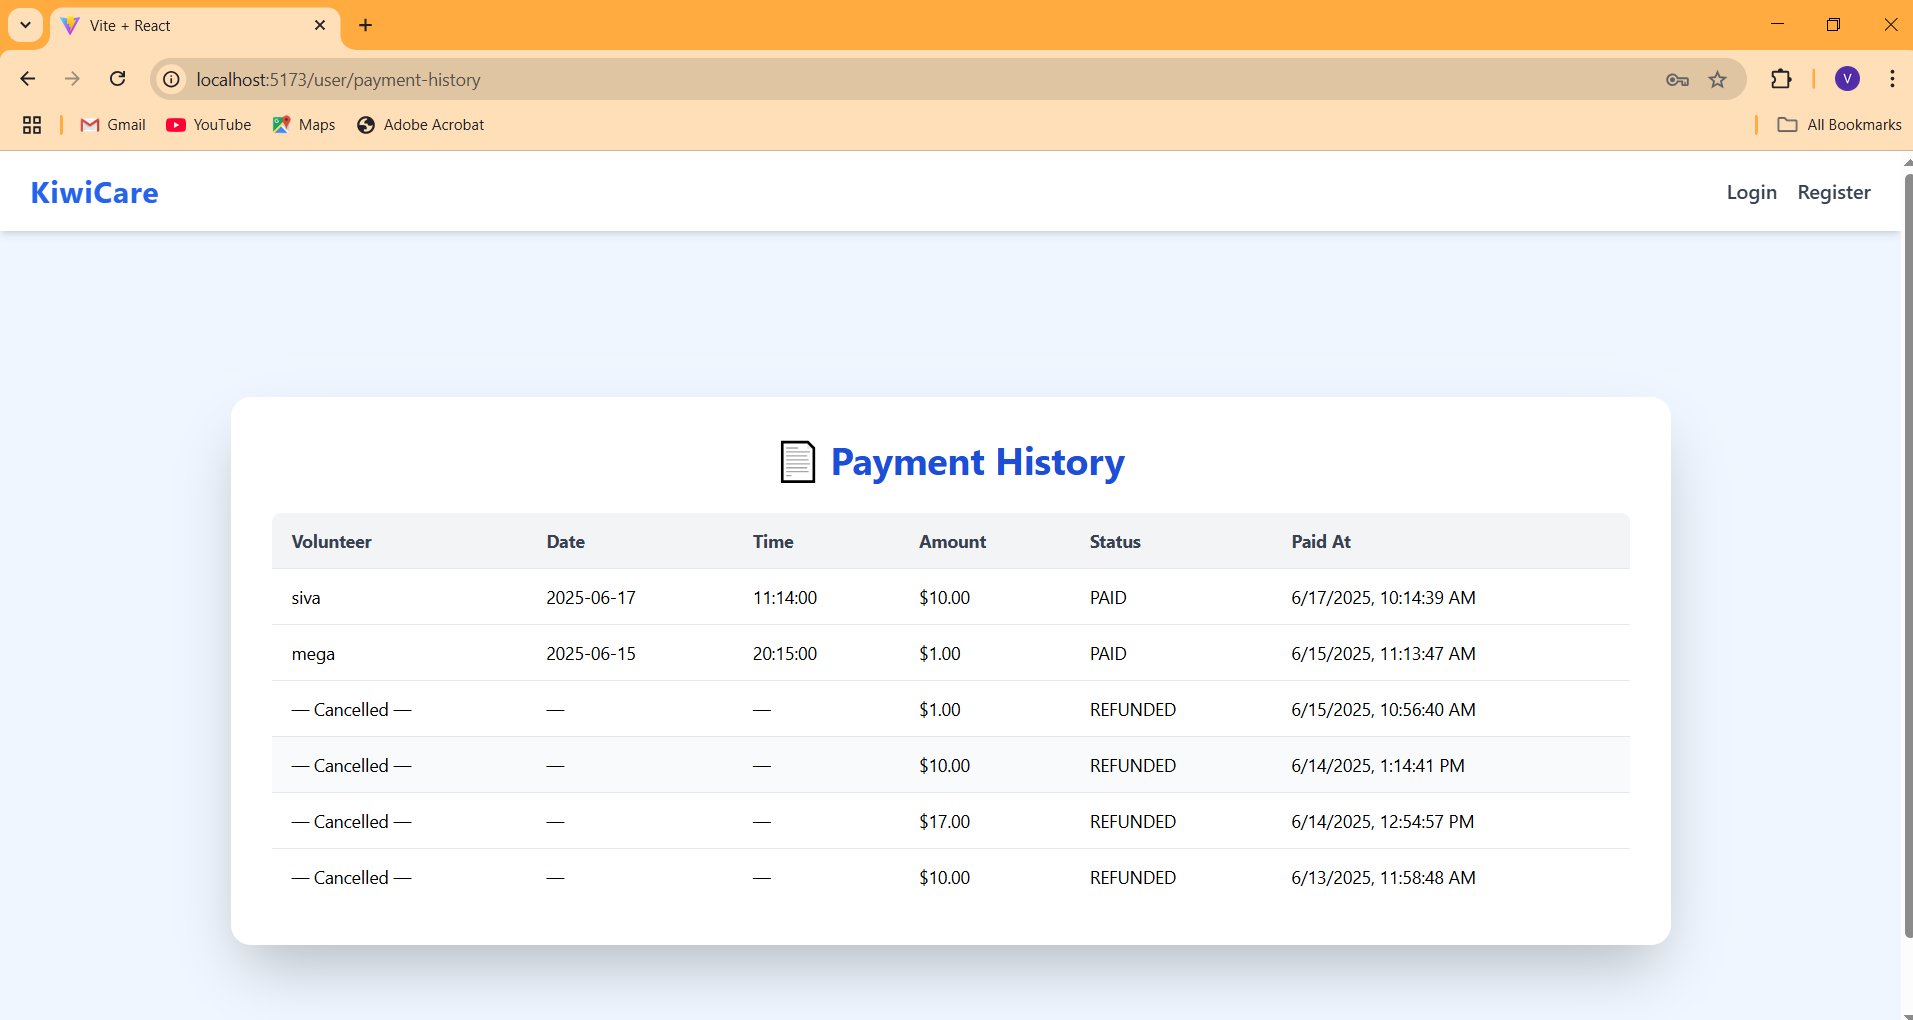 Vite + React
localhost:5173/user/payment-history
V
Gmail YouTube Maps Adobe Acrobat All Bookmarks
KiwiCare Login Register
Payment History
Volunteer Date Time Amount Status Paid At
siva 2025-06-17 11:14:00 $10.00 PAID 6/17/2025, 10:14:39 AM
mega 2025-06-15 20:15:00 $1.00 PAID 6/15/2025, 11:13:47 AM
— Cancelled — — — $1.00 REFUNDED 6/15/2025, 10:56:40 AM
— Cancelled — — — $10.00 REFUNDED 6/14/2025, 1:14:41 PM
— Cancelled — — — $17.00 REFUNDED 6/14/2025, 12:54:57 PM
— Cancelled — — — $10.00 REFUNDED 6/13/2025, 11:58:48 AM